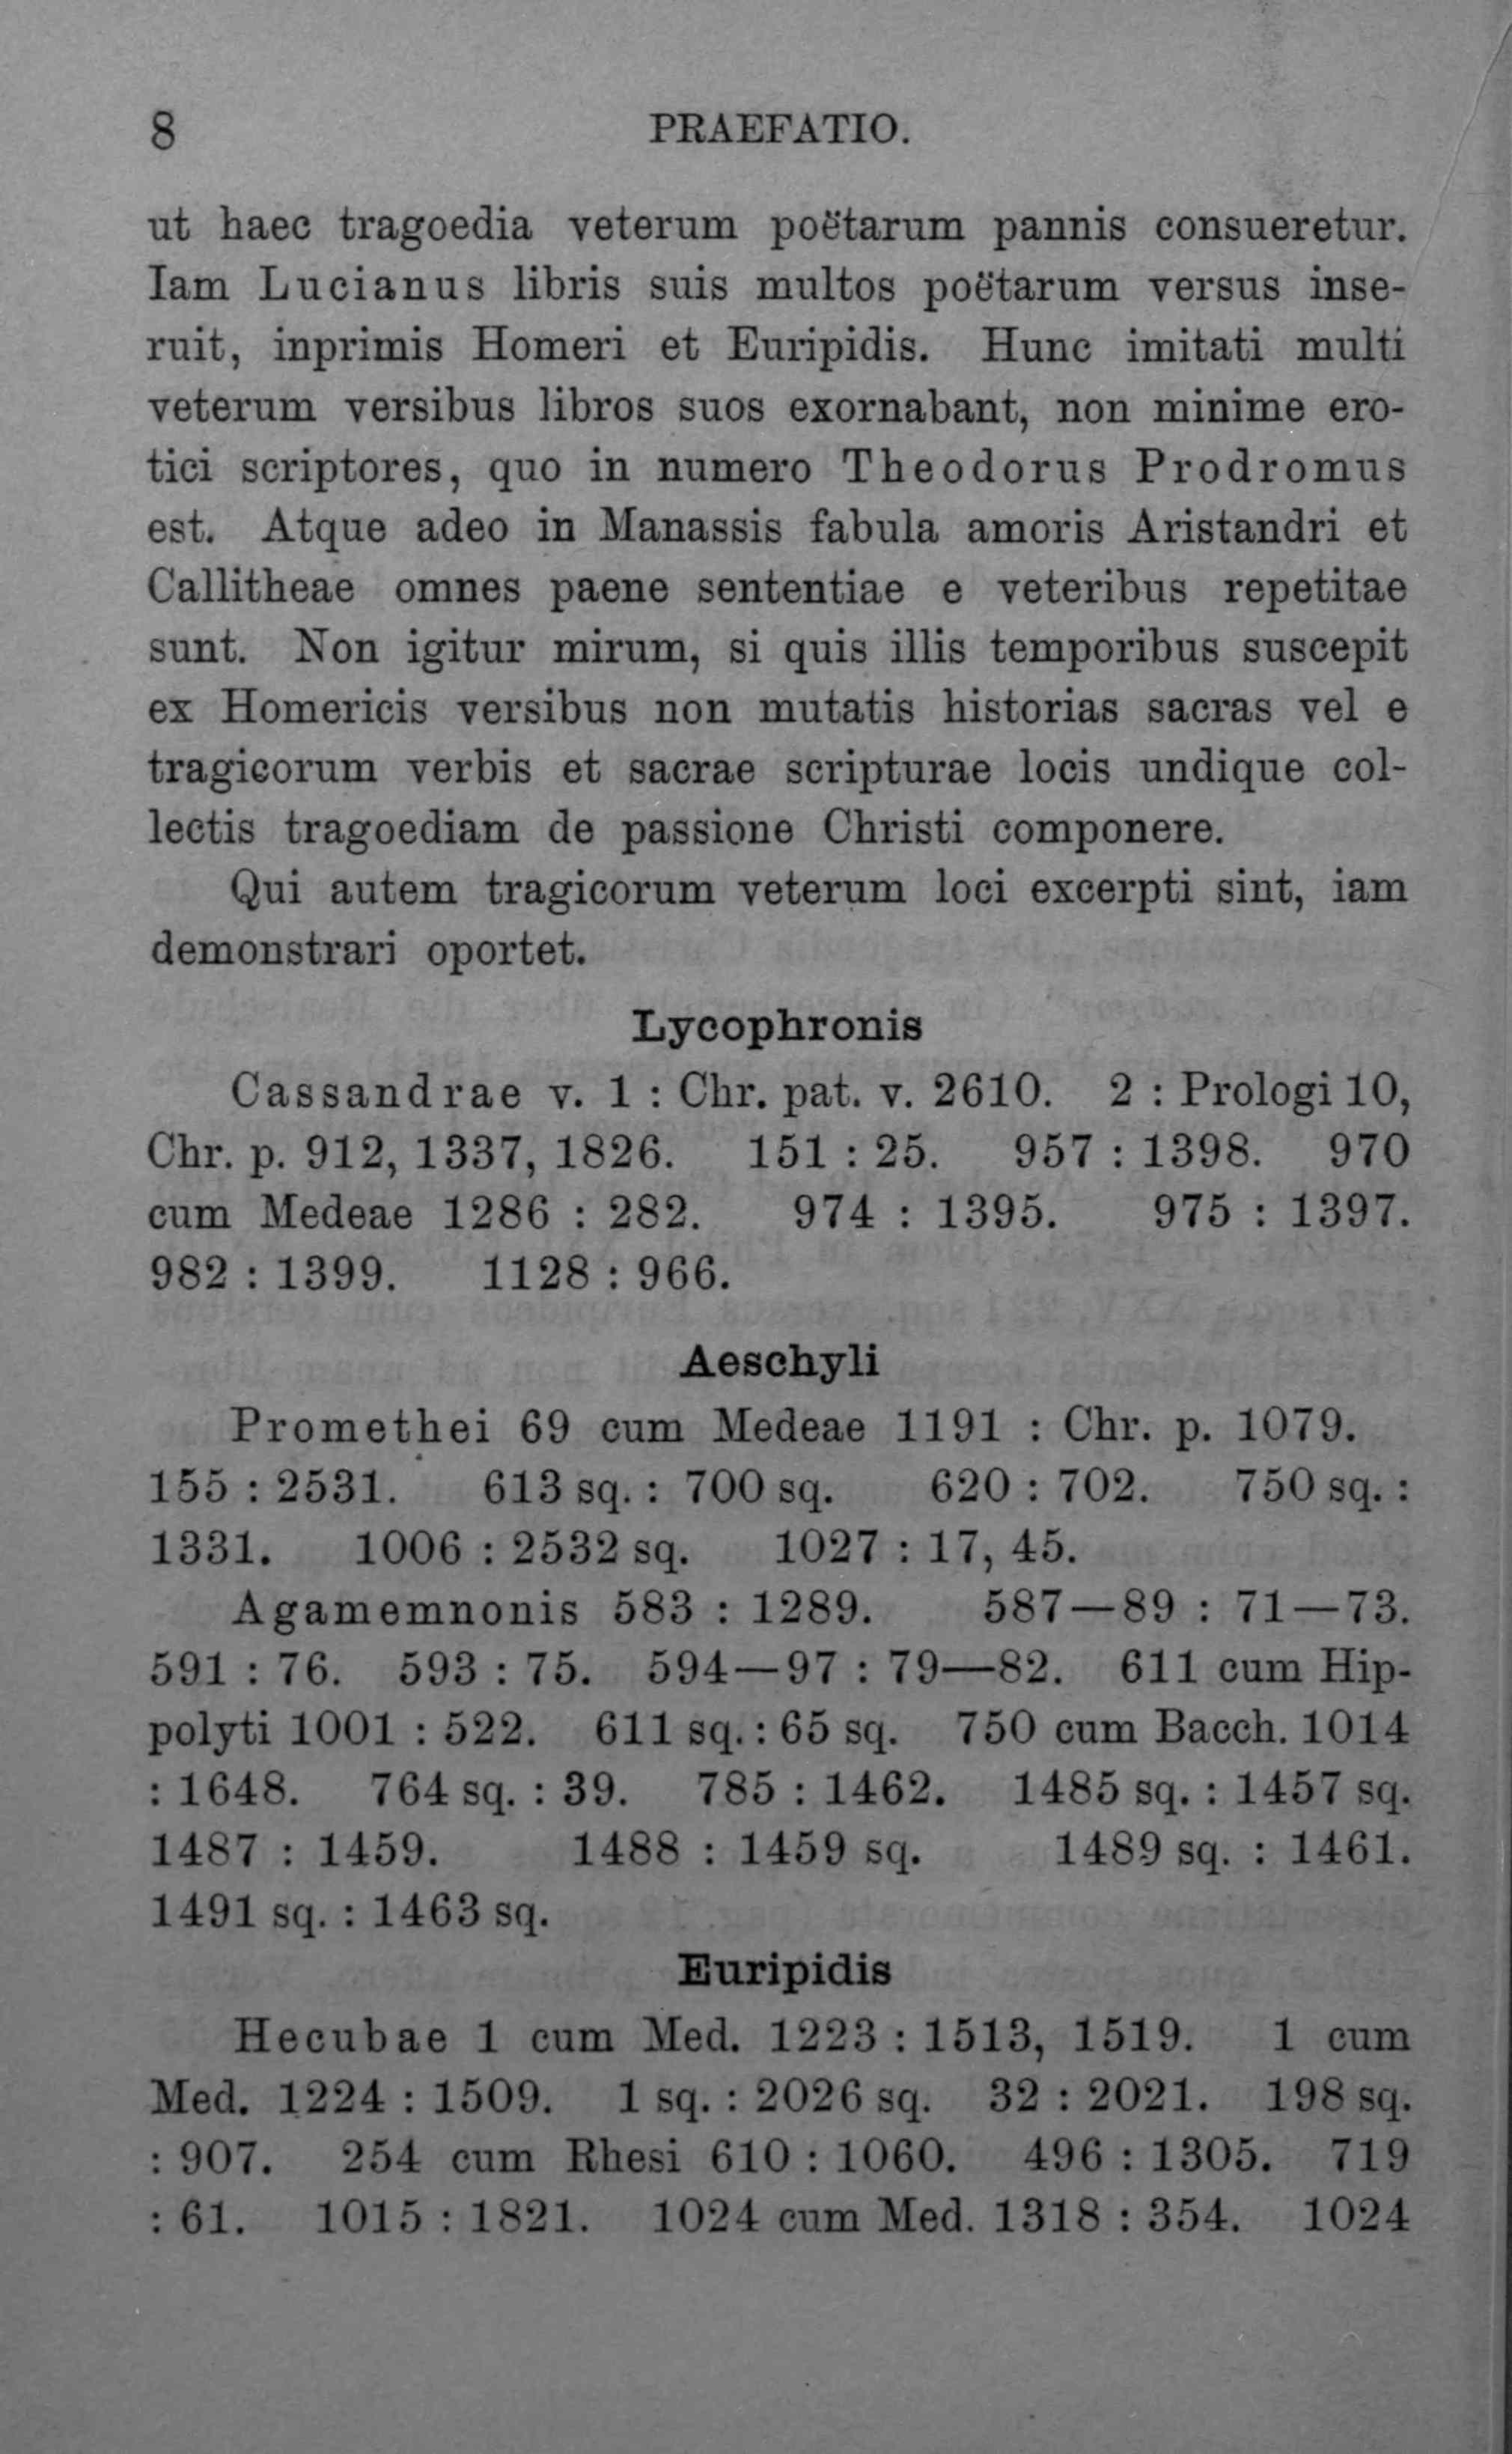 8 PRAEFATIO.
ut haec tragoedia veterum poëtarum pannis consueretur.
Iam Lucianus libris suis multos poëtarum versus inse-
ruit, inprimis Homeri et Euripidis. Hunc imitati multi
veterum versibus libros suos exornabant, non minime ero-
tici scriptores, quo in numero Theodorus Prodromus
est. Atque adeo in Manassis fabula amoris Aristandri et
Callitheae omnes paene sententiae e veteribus repetitae
sunt. Non igitur mirum, si quis illis temporibus suscepit
ex Homericis versibus non mutatis historias sacras vel e
tragicorum verbis et sacrae scripturae locis undique col-
lectis tragoediam de passione Christi componere.
Qui autem tragicorum veterum loci excerpti sint, iam
demonstrari oportet.
Lycophronis
Cassandrae v. 1 : Chr. pat. v. 2610. 2 : Prologi 10,
Chr. p. 912, 1337, 1826. 151 : 25. 957 : 1398. 970
cum Medeae 1286 : 282. 974 : 1395. 975 : 1397.
982 : 1399. 1128 : 966.
Aeschyli
Promethei 69 cum Medeae 1191 : Chr. p. 1079.
155 : 2531. 613 sq. : 700 sq. 620 : 702. 750 sq. :
1331. 1006 : 2532 sq. 1027 : 17, 45.
Agamemnonis 583 : 1289. 587—89 : 71—73.
591 : 76. 593 : 75. 594—97 : 79—82. 611 cum Hip-
polyti 1001 : 522. 611 sq. : 65 sq. 750 cum Bacch. 1014
: 1648. 764 sq. : 39. 785 : 1462. 1485 sq. : 1457 sq.
1487 : 1459. 1488 : 1459 sq. 1489 sq. : 1461.
1491 sq. : 1463 sq.
Euripidis
Hecubae 1 cum Med. 1223 : 1513, 1519. 1 cum
Med. 1224 : 1509. 1 sq. : 2026 sq. 32 : 2021. 198 sq.
: 907. 254 cum Rhesi 610 : 1060. 496 : 1305. 719
: 61. 1015 : 1821. 1024 cum Med. 1318 : 354. 1024